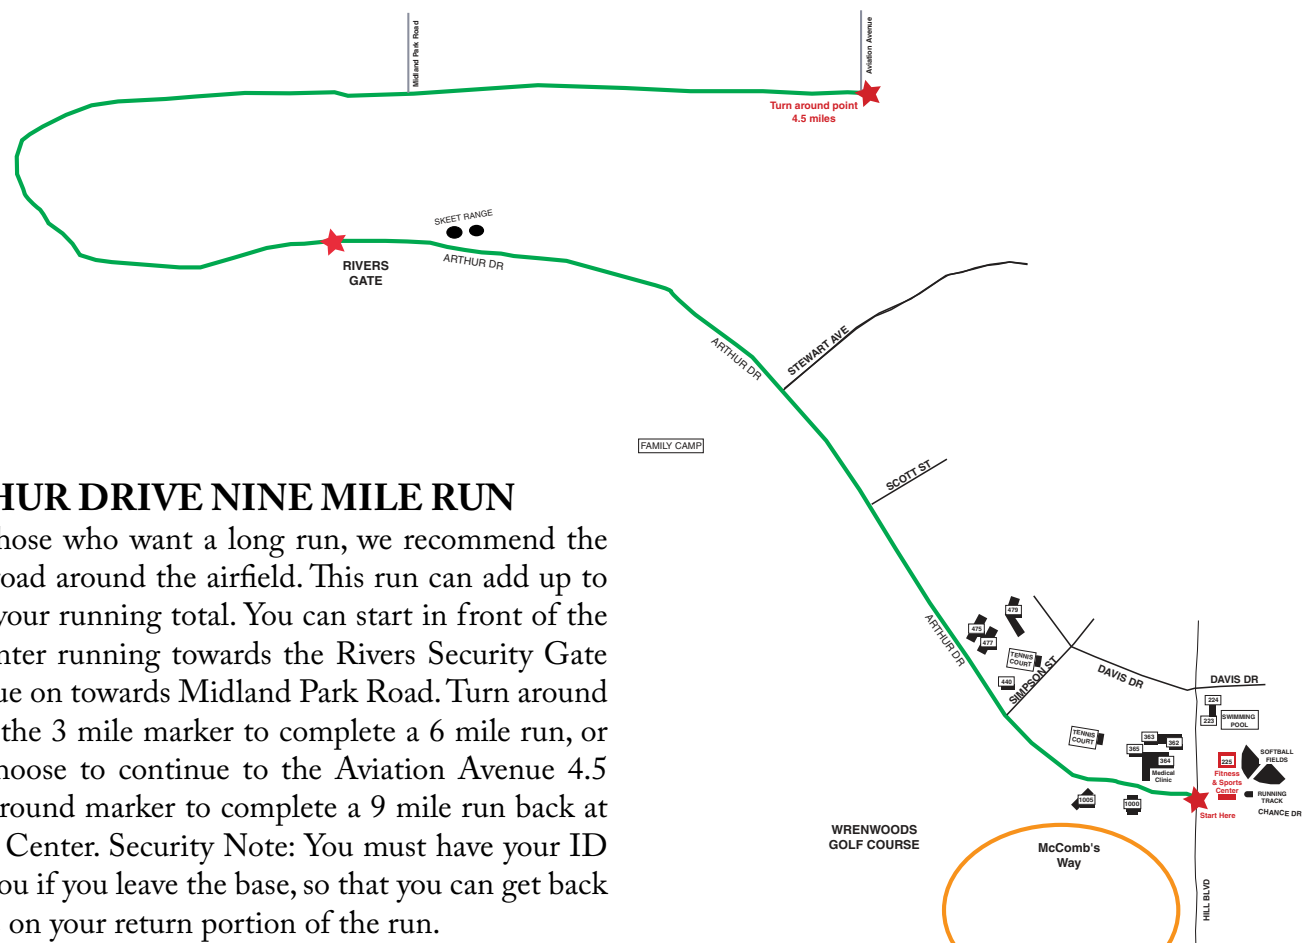 Midland Park Road
Aviation Avenue
Turn around point
4.5 miles
SKEET RANGE
ARTHUR DR
RIVERS
GATE
ARTHUR DR
STEWART AVE
FAMILY CAMP
SCOTT ST
HUR DRIVE NINE MILE RUN
hose who want a long run, we recommend the
road around the airfield. This run can add up to
your running total. You can start in front of the
nter running towards the Rivers Security Gate
ue on towards Midland Park Road. Turn around
the 3 mile marker to complete a 6 mile run, or
hoose to continue to the Aviation Avenue 4.5
round marker to complete a 9 mile run back at
Center. Security Note: You must have your ID
ou if you leave the base, so that you can get back
on your return portion of the run.
ARTHUR DR
479
475
477
TENNIS
COURT
440
SIMPSON ST
DAVIS DR
DAVIS DR
224
223
SWIMMING
POOL
TENNIS
COURT
363
362
365
364
Medical
Clinic
225
Fitness
& Sports
Center
SOFTBALL
FIELDS
RUNNING
TRACK
CHANCE DR
Start Here
1005
1000
WRENWOODS
GOLF COURSE
McComb's
Way
HILL BLVD